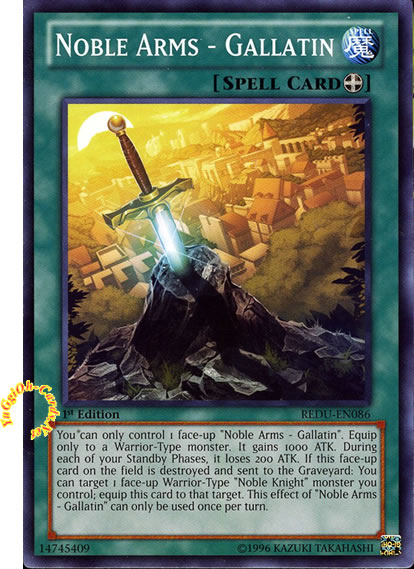 NOBLE ARMS - GALLATIN
SPELL
魔
[SPELL CARD]
YuGgiOh-Cards.Net
1st Edition
REDU-EN086
You can only control 1 face-up "Noble Arms - Gallatin". Equip
only to a Warrior-Type monster. It gains 1000 ATK. During
each of your Standby Phases, it loses 200 ATK. If this face-up
card on the field is destroyed and sent to the Graveyard: You
can target 1 face-up Warrior-Type "Noble Knight" monster you
control; equip this card to that target. This effect of "Noble Arms
- Gallatin" can only be used once per turn.
14745409
©1996 KAZUKI TAKAHASHI